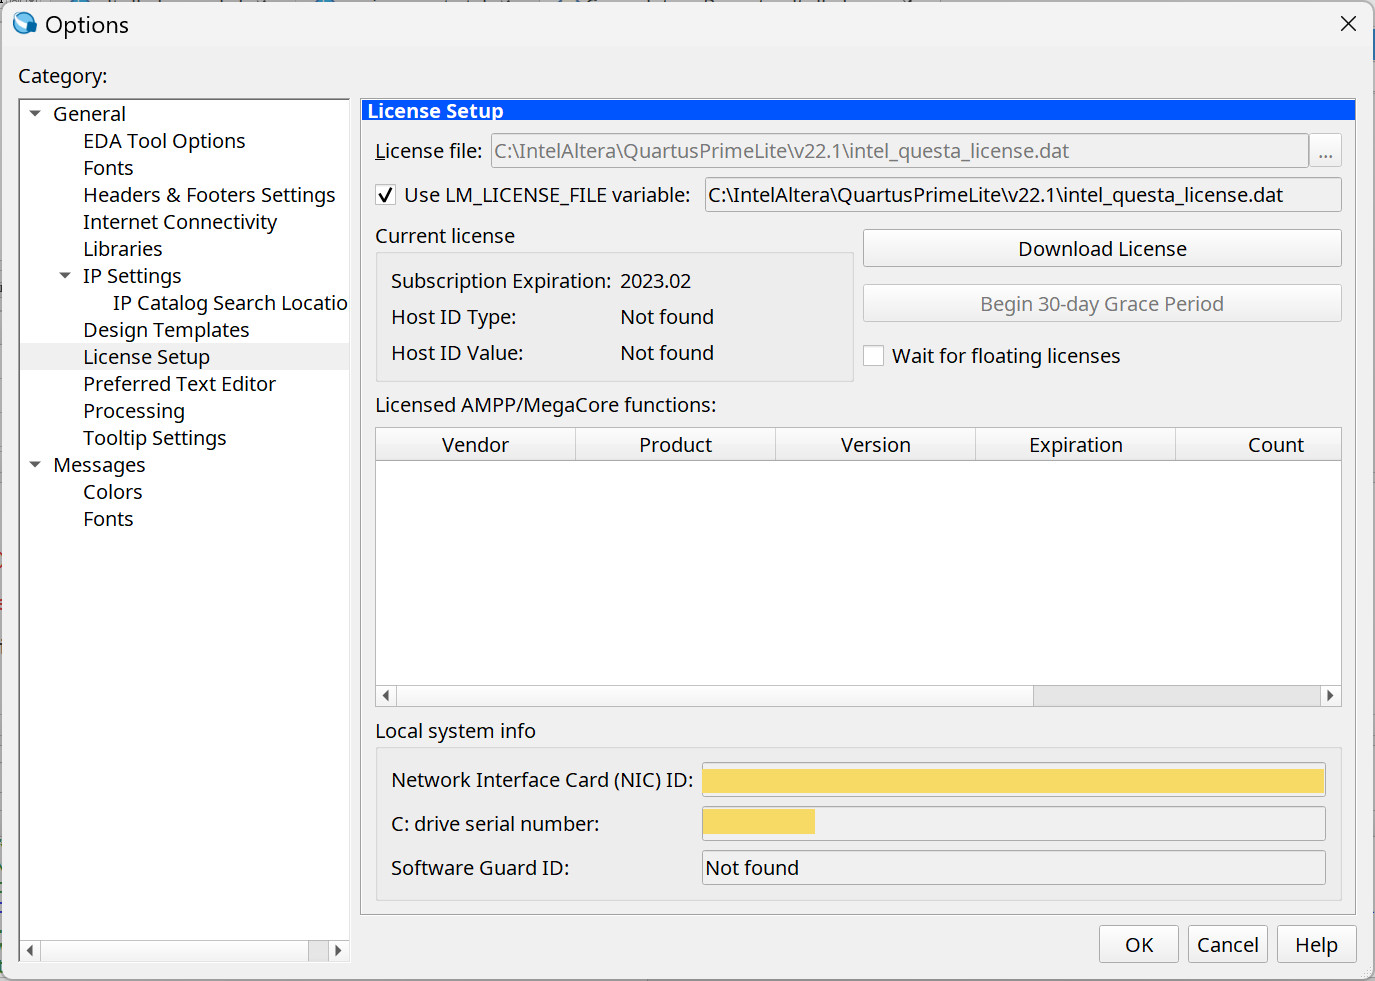 Options
Category:
General
EDA Tool Options
Fonts
Headers & Footers Settings
Internet Connectivity
Libraries
IP Settings
IP Catalog Search Locatio
Design Templates
License Setup
Preferred Text Editor
Processing
Tooltip Settings
Messages
Colors
Fonts
License Setup
License file: C:\IntelAltera\QuartusPrimeLite\v22.1\intel_questa_license.dat ...
Use LM_LICENSE_FILE variable: C:\IntelAltera\QuartusPrimeLite\v22.1\intel_questa_license.dat
Current license
Subscription Expiration: 2023.02
Host ID Type: Not found
Host ID Value: Not found
Download License
Begin 30-day Grace Period
Wait for floating licenses
Licensed AMPP/MegaCore functions:
Vendor Product Version Expiration Count
Local system info
Network Interface Card (NIC) ID:
C: drive serial number:
Software Guard ID: Not found
OK Cancel Help